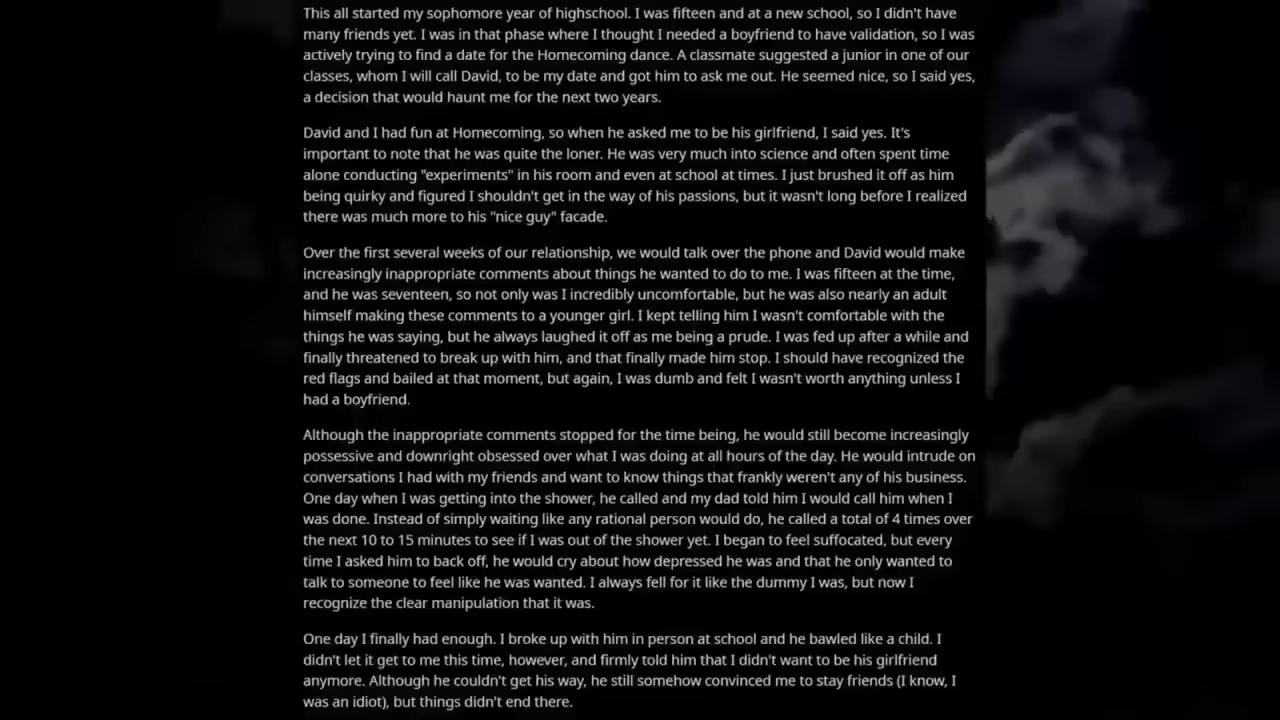 This all started my sophomore year of highschool. I was fifteen and at a new school, so I didn't have
many friends yet. I was in that phase where I thought I needed a boyfriend to have validation, so I was
actively trying to find a date for the Homecoming dance. A classmate suggested a junior in one of our
classes, whom I will call David, to be my date and got him to ask me out. He seemed nice, so I said yes,
a decision that would haunt me for the next two years.
David and I had fun at Homecoming, so when he asked me to be his girlfriend, I said yes. It's
important to note that he was quite the loner. He was very much into science and often spent time
alone conducting "experiments" in his room and even at school at times. I just brushed it off as him
being quirky and figured I shouldn't get in the way of his passions, but it wasn't long before I realized
there was much more to his "nice guy" facade.
Over the first several weeks of our relationship, we would talk over the phone and David would make
increasingly inappropriate comments about things he wanted to do to me. I was fifteen at the time,
and he was seventeen, so not only was I incredibly uncomfortable, but he was also nearly an adult
himself making these comments to a younger girl. I kept telling him I wasn't comfortable with the
things he was saying, but he always laughed it off as me being a prude. I was fed up after a while and
finally threatened to break up with him, and that finally made him stop. I should have recognized the
red flags and bailed at that moment, but again, I was dumb and felt I wasn't worth anything unless I
had a boyfriend.
Although the inappropriate comments stopped for the time being, he would still become increasingly
possessive and downright obsessed over what I was doing at all hours of the day. He would intrude on
conversations I had with my friends and want to know things that frankly weren't any of his business.
One day when I was getting into the shower, he called and my dad told him I would call him when I
was done. Instead of simply waiting like any rational person would do, he called a total of 4 times over
the next 10 to 15 minutes to see if I was out of the shower yet. I began to feel suffocated, but every
time I asked him to back off, he would cry about how depressed he was and that he only wanted to
talk to someone to feel like he was wanted. I always fell for it like the dummy I was, but now I
recognize the clear manipulation that it was.
One day I finally had enough. I broke up with him in person at school and he bawled like a child. I
didn't let it get to me this time, however, and firmly told him that I didn't want to be his girlfriend
anymore. Although he couldn't get his way, he still somehow convinced me to stay friends (I know, I
was an idiot), but things didn't end there.